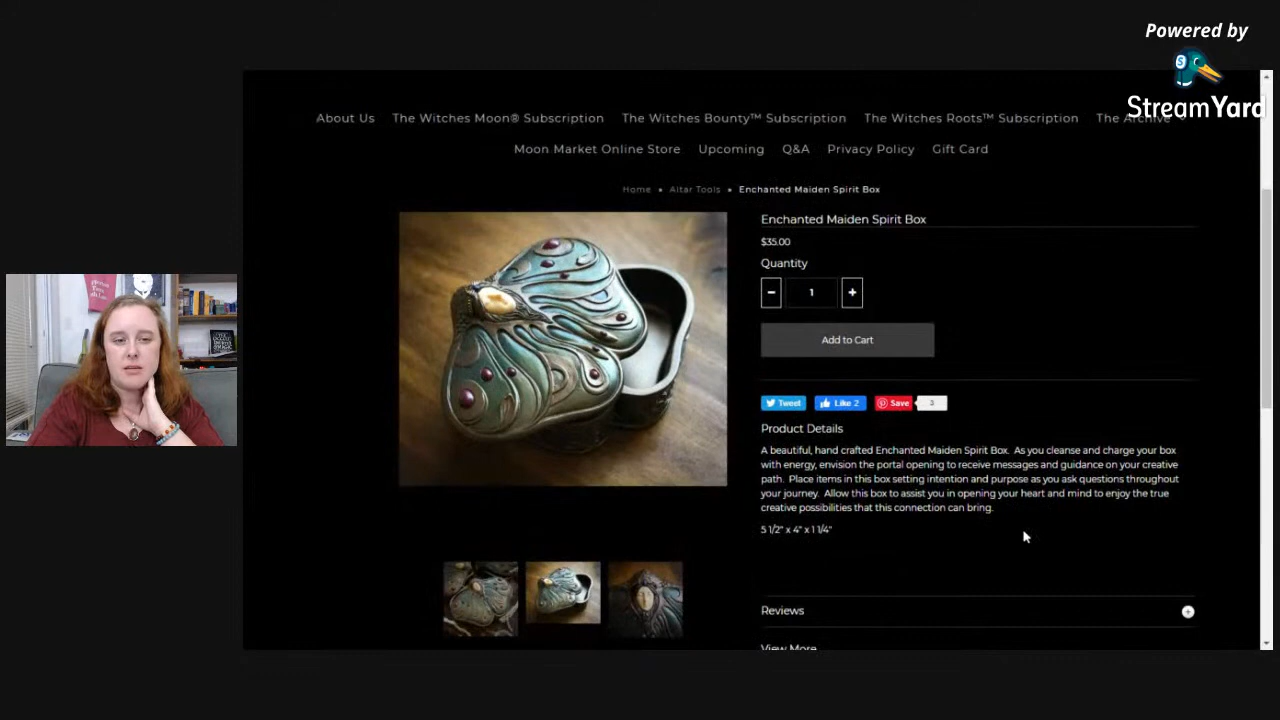 Powered by
StreamYard
About Us The Witches Moon® Subscription The Witches Bounty™ Subscription The Witches Roots™ Subscription The Archive
Moon Market Online Store Upcoming Q&A Privacy Policy Gift Card
Home • Altar Tools • Enchanted Maiden Spirit Box
Enchanted Maiden Spirit Box
$35.00
Quantity
− 1 +
Add to Cart
Tweet Like 2 Save 3
Product Details
A beautiful, hand crafted Enchanted Maiden Spirit Box. As you cleanse and charge your box
with energy, envision the portal opening to receive messages and guidance on your creative
path. Place items in this box setting intention and purpose as you ask questions throughout
your journey. Allow this box to assist you in opening your heart and mind to enjoy the true
creative possibilities that this connection can bring.
5 1/2" x 4" x 1 1/4"
Reviews
View More